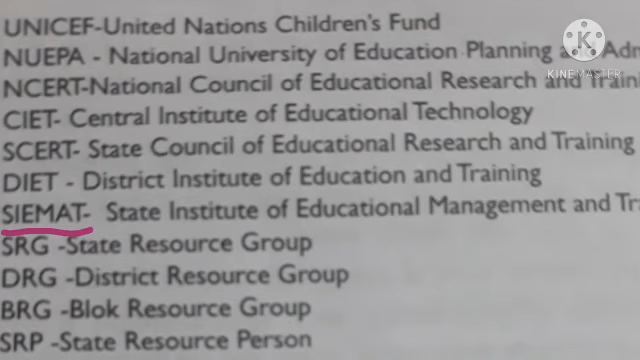 UNICEF-United Nations Children's Fund
NUEPA - National University of Education Planning
NCERT-National Council of Educational Research and
CIET- Central Institute of Educational Technology
SCERT- State Council of Educational Research and Training
DIET - District Institute of Education and Training
SIEMAT- State Institute of Educational Management and
SRG -State Resource Group
DRG -District Resource Group
BRG -Blok Resource Group
SRP -State Resource Person
K
KINEMASTER